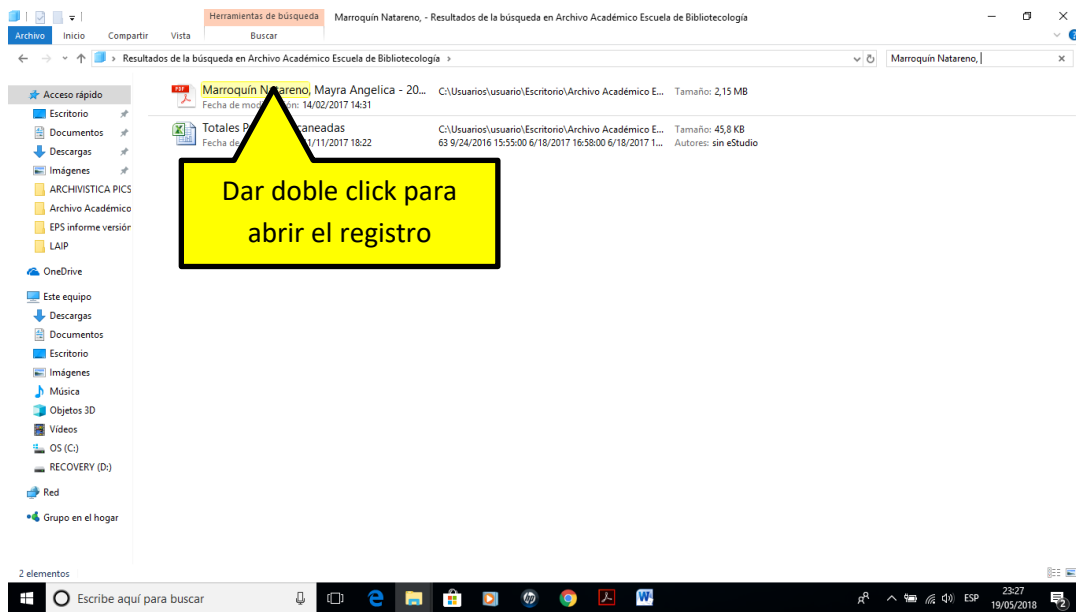 Herramientas de búsqueda
Marroquín Natareno, - Resultados de la búsqueda en Archivo Académico Escuela de Bibliotecología
Archivo Inicio Compartir Vista Buscar
Resultados de la búsqueda en Archivo Académico Escuela de Bibliotecología
Marroquín Natareno,
Acceso rápido
Escritorio
Documentos
Descargas
Imágenes
ARCHIVISTICA PICS
Archivo Académico
EPS informe versión
LAIP
OneDrive
Este equipo
Descargas
Documentos
Escritorio
Imágenes
Música
Objetos 3D
Vídeos
OS (C:)
RECOVERY (D:)
Red
Grupo en el hogar
PDF
Marroquín Natareno, Mayra Angelica - 20... C:\Usuarios\usuario\Escritorio\Archivo Académico E... Tamaño: 2,15 MB
Fecha de 14/02/2017 14:31
Totales caneadas C:\Usuarios\usuario\Escritorio\Archivo Académico E... Tamaño: 45,8 KB
Fecha de /11/2017 18:22 63 9/24/2016 15:55:00 6/18/2017 16:58:00 6/18/2017 1... Autores: sin eStudio
Dar doble click para
abrir el registro
2 elementos
Escribe aquí para buscar
ESP
23:27
19/05/2018
2